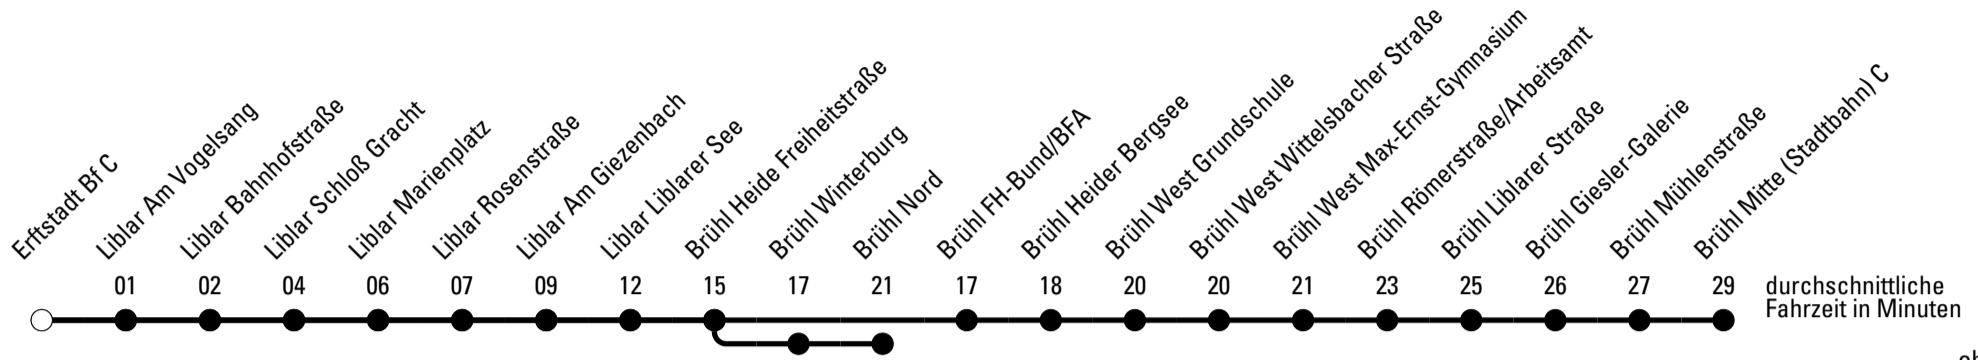 Erftstadt Bf C
Liblar Am Vogelsang
Liblar Bahnhofstraße
Liblar Schloß Gracht
Liblar Marienplatz
Liblar Rosenstraße
Liblar Am Giezenbach
Liblar Liblarer See
Brühl Heide Freiheitstraße
Brühl Winterburg
Brühl Nord
Brühl FH-Bund/BFA
Brühl Heider Bergsee
Brühl West Grundschule
Brühl West Wittelsbacher Straße
Brühl West Max-Ernst-Gymnasium
Brühl Römerstraße/Arbeitsamt
Brühl Liblarer Straße
Brühl Giesler-Galerie
Brühl Mühlenstraße
Brühl Mitte (Stadtbahn) C
01 02 04 06 07 09 12 15 17 21 17 18 20 20 21 23 25 26 27 29 durchschnittliche
Fahrzeit in Minuten